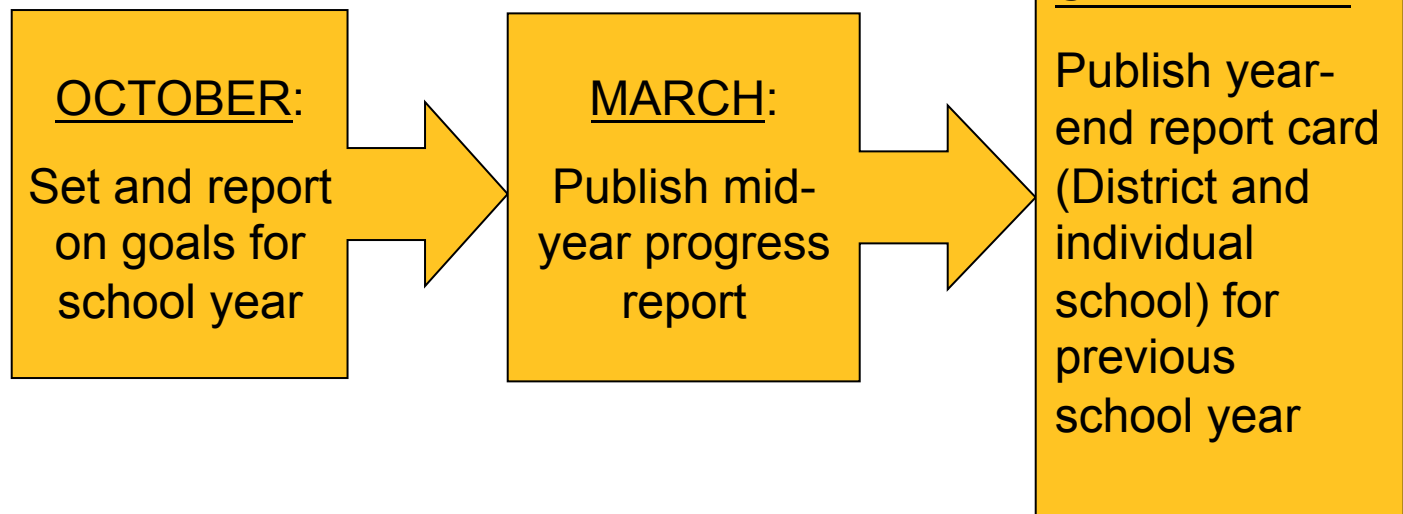 OCTOBER:
Set and report
on goals for
school year
MARCH:
Publish mid-
year progress
report
Publish year-
end report card
(District and
individual
school) for
previous
school year